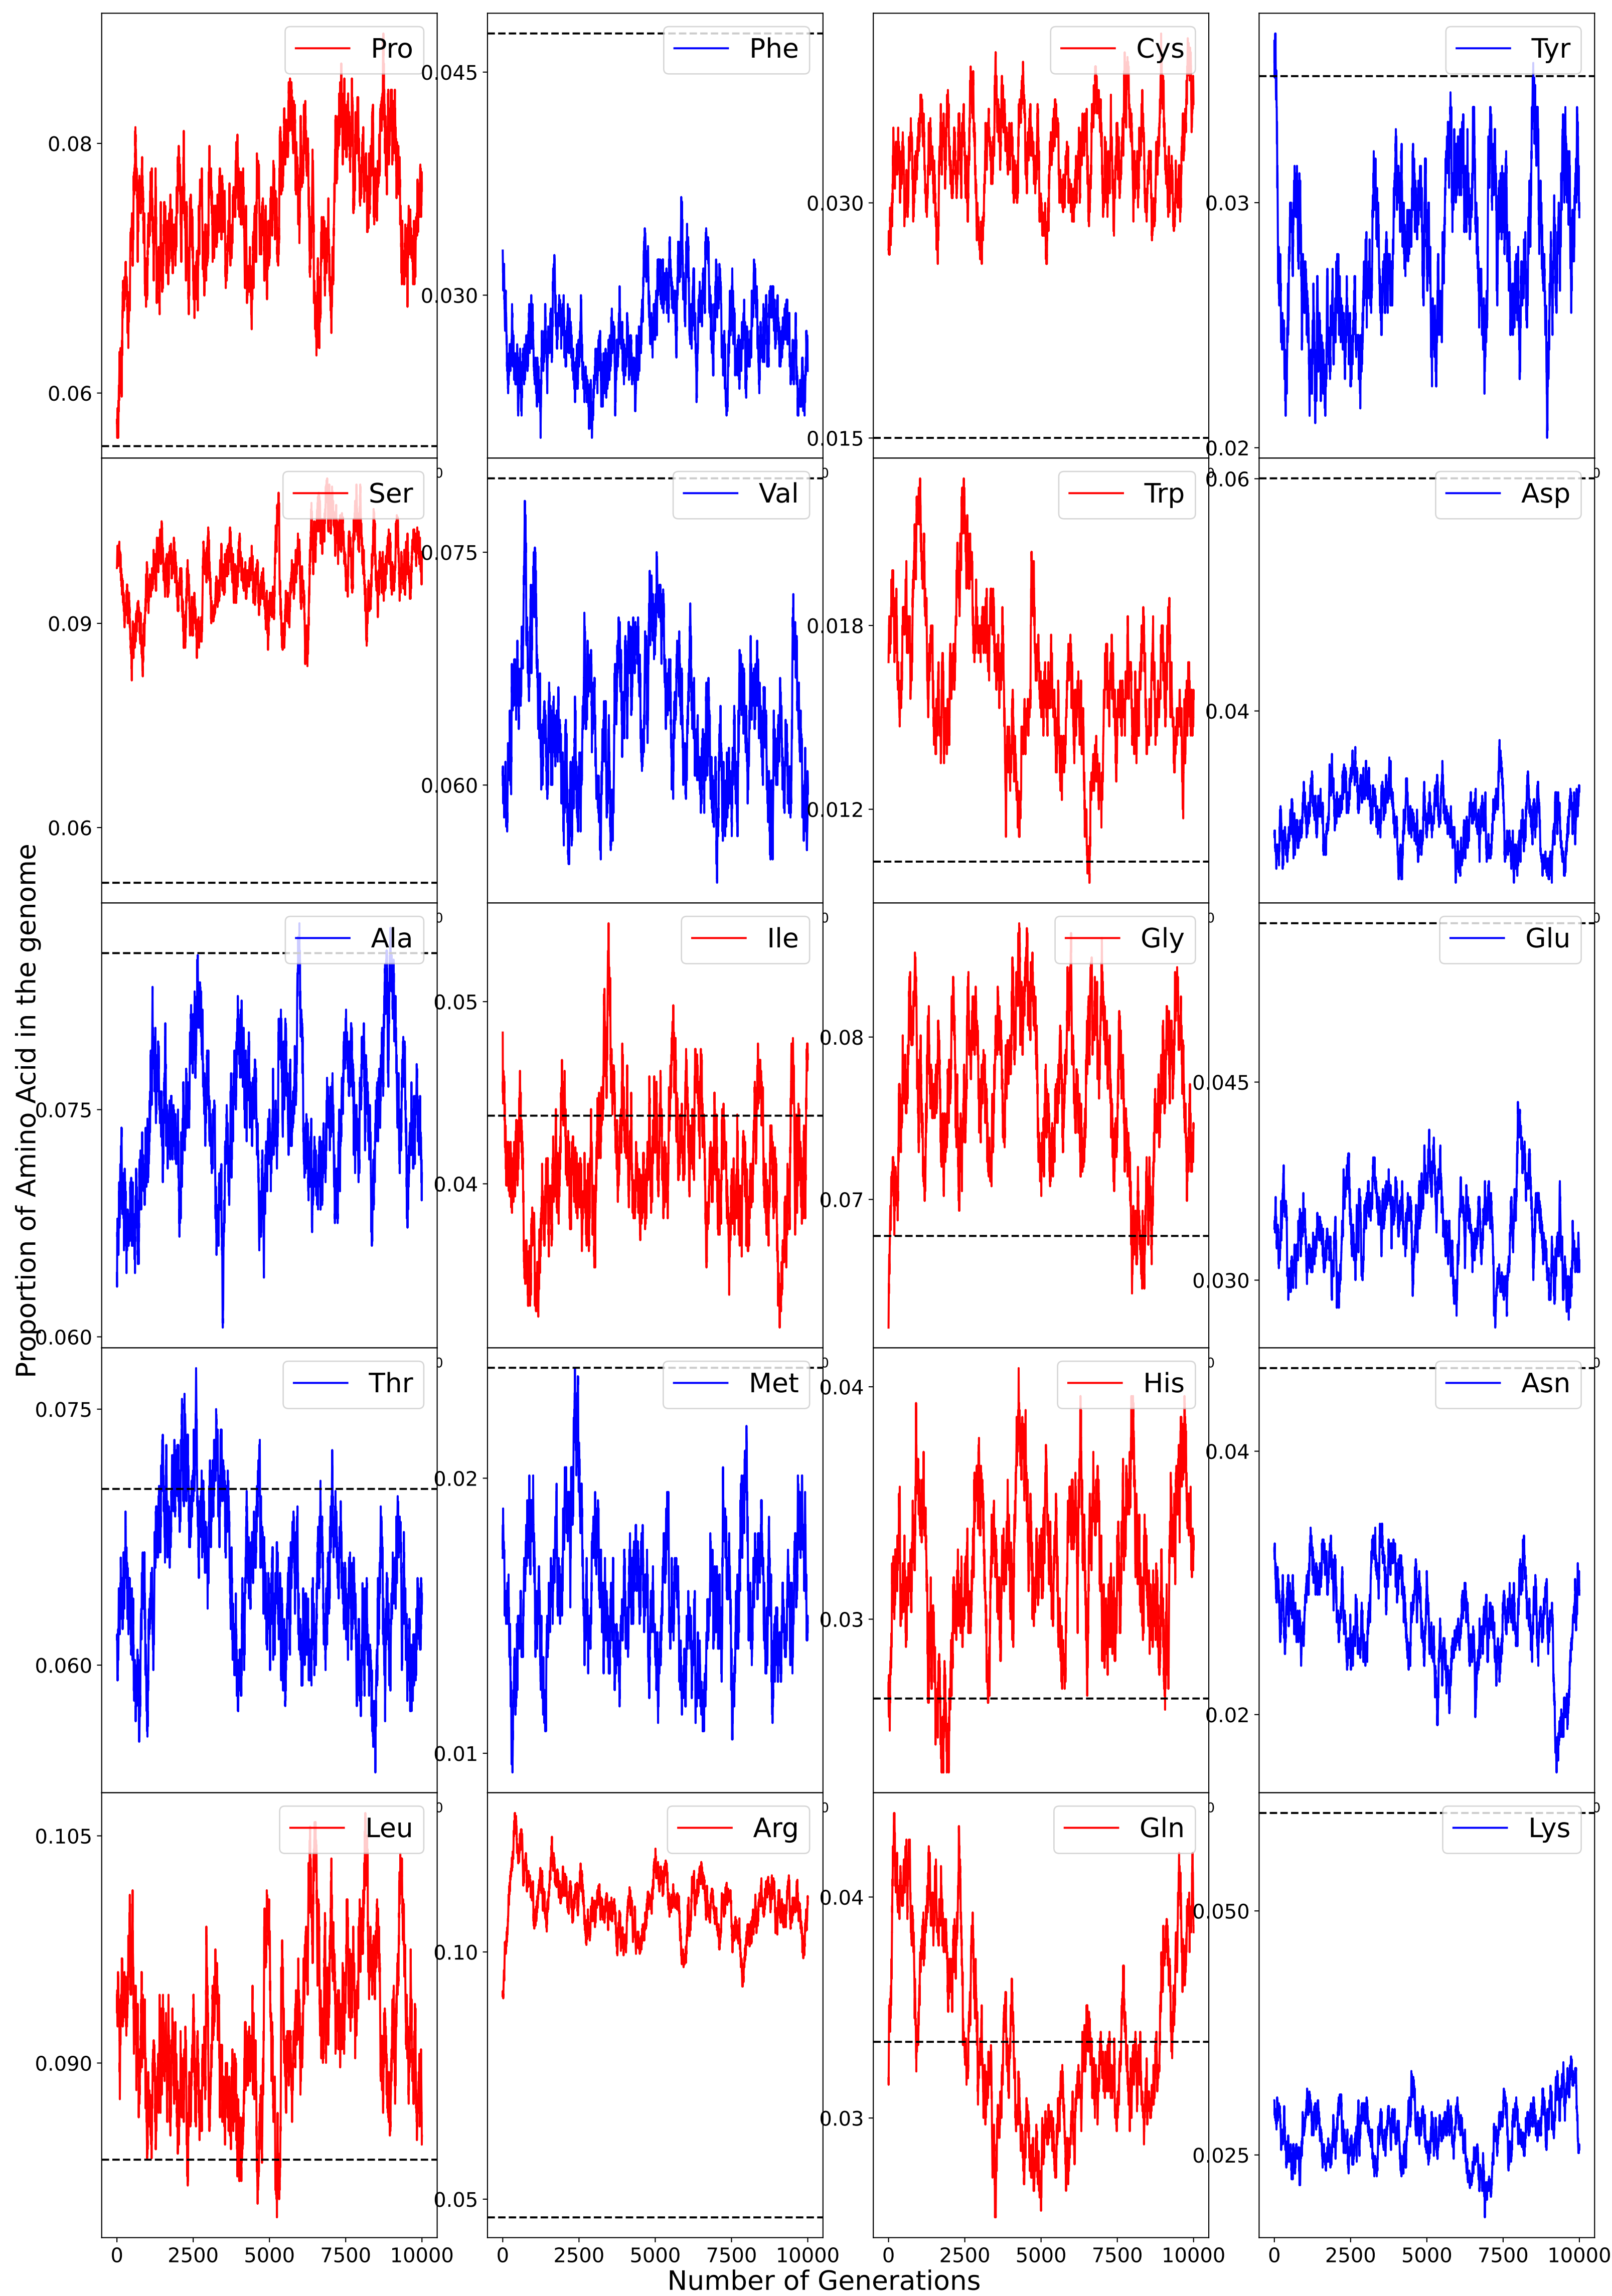 Proportion of Amino Acid in the genome
Pro
0.08
0.06
Phe
0.045
0.030
Cys
0.030
0.015
Tyr
0.03
0.02
Ser
0.09
0.06
Val
0.075
0.060
Trp
0.018
0.012
Asp
0.06
0.04
Ala
0.075
0.060
Ile
0.05
0.04
Gly
0.08
0.07
Glu
0.045
0.030
Thr
0.075
0.060
Met
0.02
0.01
His
0.04
0.03
Asn
0.04
0.02
Leu
0.105
0.090
Arg
0.10
0.05
Gln
0.04
0.03
Lys
0.050
0.025
0 2500 5000 7500 10000
0 2500 5000 7500 10000
0 2500 5000 7500 10000
0 2500 5000 7500 10000
Number of Generations